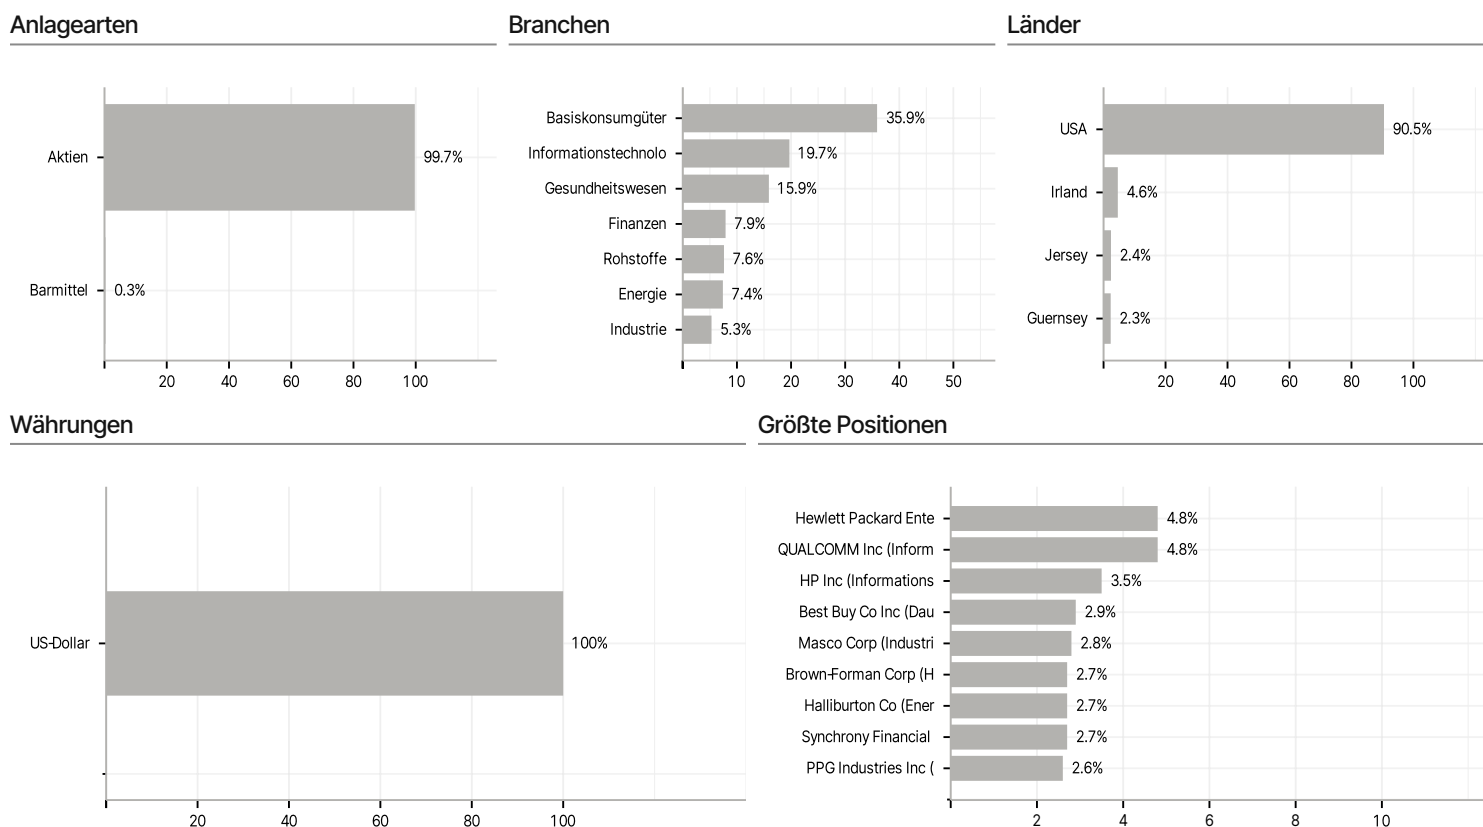 Anlagearten
Aktien
99.7%
Barmittel
0.3%
20 40 60 80 100
Branchen
Basiskonsumgüter
35.9%
Informationstechnolo
19.7%
Gesundheitswesen
15.9%
Finanzen
7.9%
Rohstoffe
7.6%
Energie
7.4%
Industrie
5.3%
10 20 30 40 50
Länder
USA
90.5%
Irland
4.6%
Jersey
2.4%
Guernsey
2.3%
20 40 60 80 100
Währungen
US-Dollar
100%
20 40 60 80 100
Größte Positionen
Hewlett Packard Ente
4.8%
QUALCOMM Inc (Inform
4.8%
HP Inc (Informations
3.5%
Best Buy Co Inc (Dau
2.9%
Masco Corp (Industri
2.8%
Brown-Forman Corp (H
2.7%
Halliburton Co (Ener
2.7%
Synchrony Financial
2.7%
PPG Industries Inc (
2.6%
2 4 6 8 10